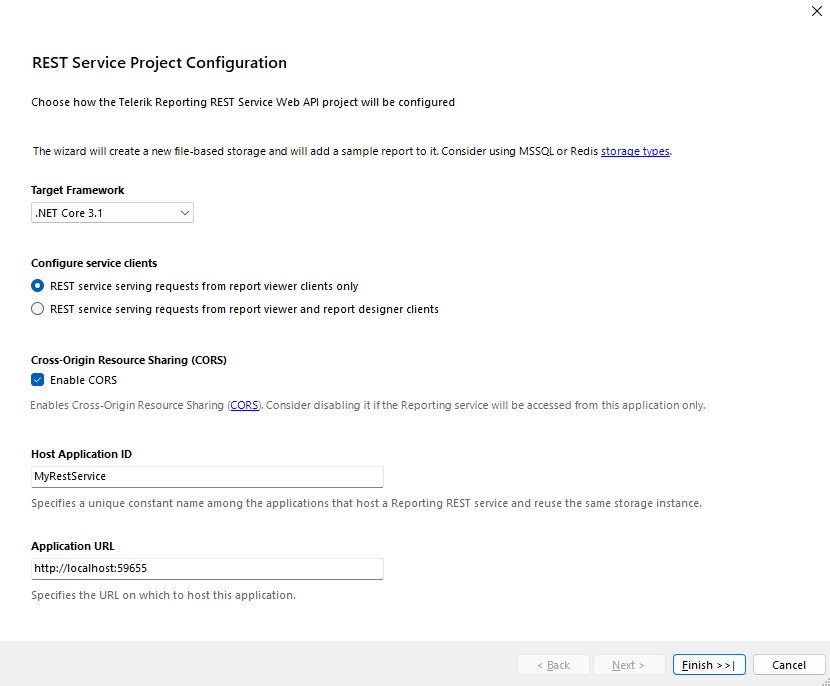 REST Service Project Configuration
Choose how the Telerik Reporting REST Service Web API project will be configured
The wizard will create a new file-based storage and will add a sample report to it. Consider using MSSQL or Redis storage types.
Target Framework
.NET Core 3.1
Configure service clients
REST service serving requests from report viewer clients only
REST service serving requests from report viewer and report designer clients
Cross-Origin Resource Sharing (CORS)
Enable CORS
Enables Cross-Origin Resource Sharing (CORS). Consider disabling it if the Reporting service will be accessed from this application only.
Host Application ID
MyRestService
Specifies a unique constant name among the applications that host a Reporting REST service and reuse the same storage instance.
Application URL
http://localhost:59655
Specifies the URL on which to host this application.
< Back Next > Finish >>| Cancel